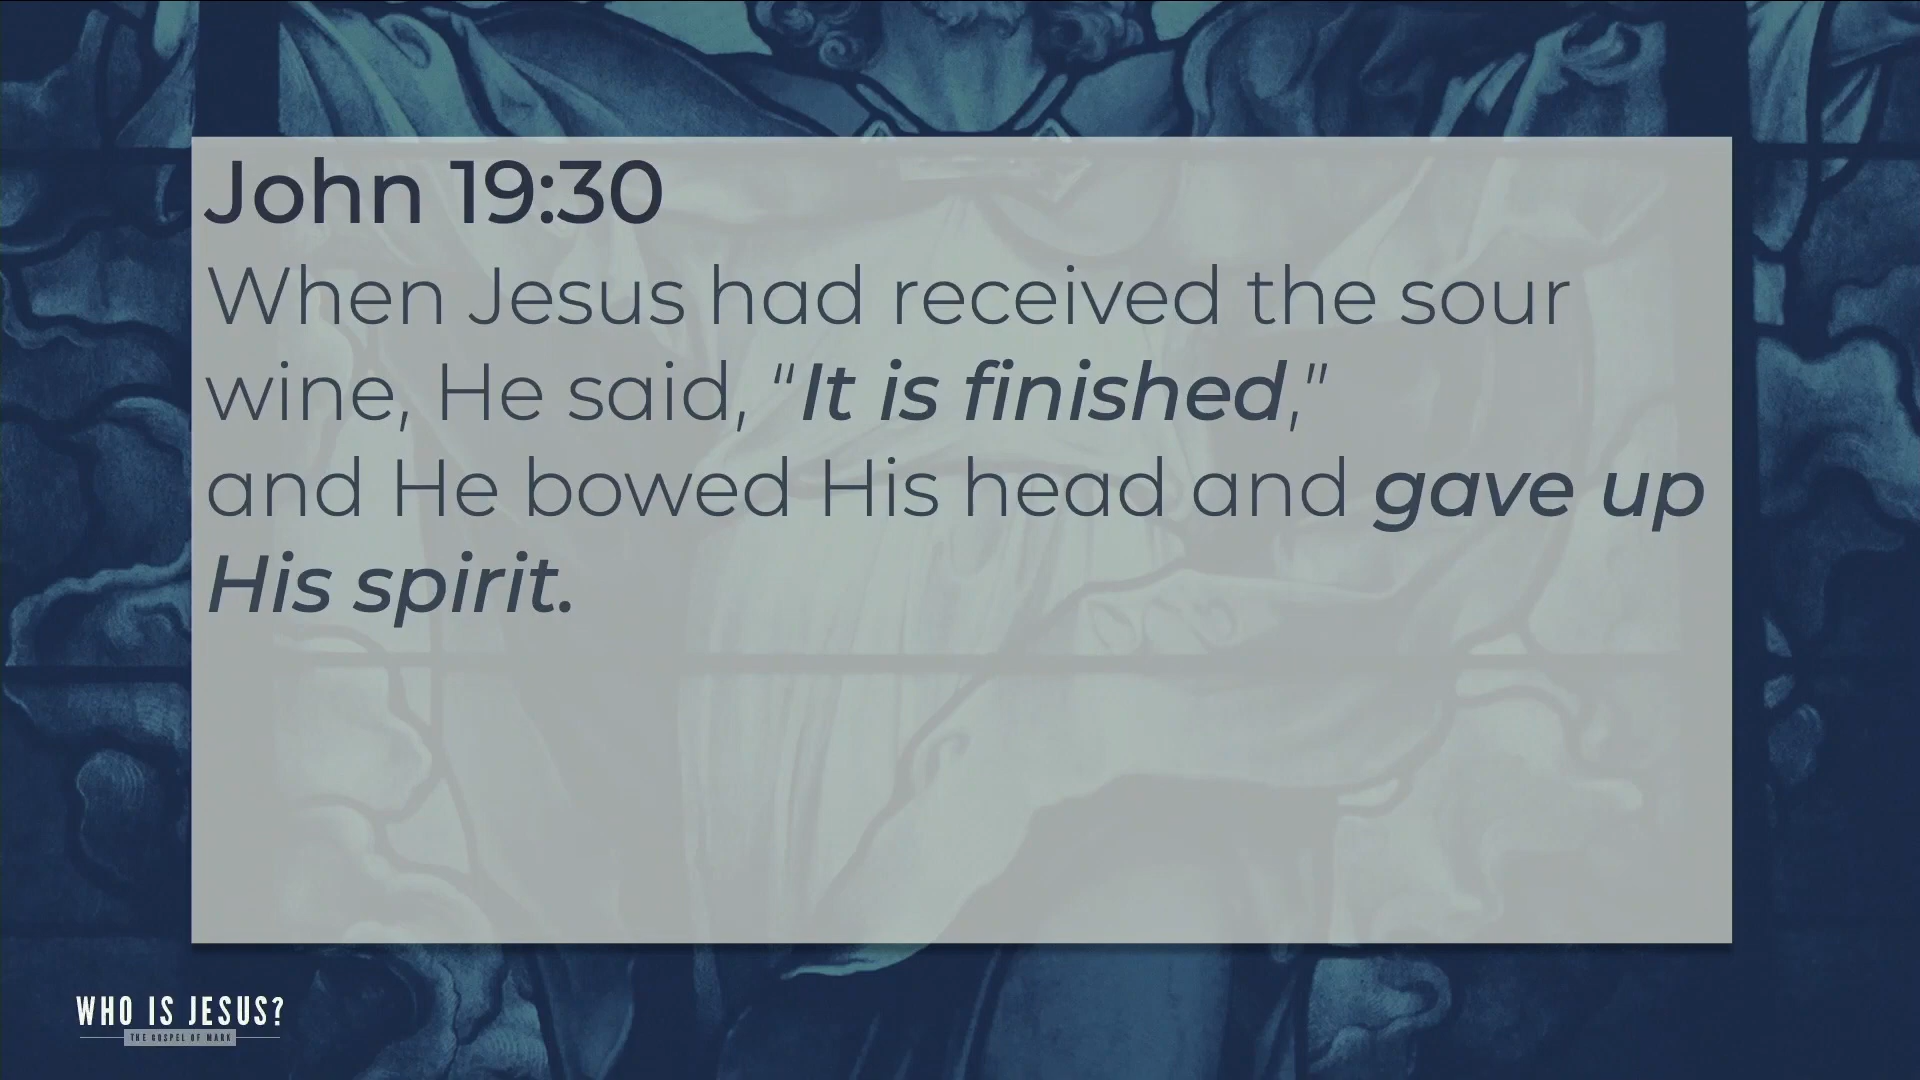 John 19:30
When Jesus had received the sour
wine, He said, “It is finished,”
and He bowed His head and gave up
His spirit.
WHO IS JESUS?
THE GOSPEL OF MARK